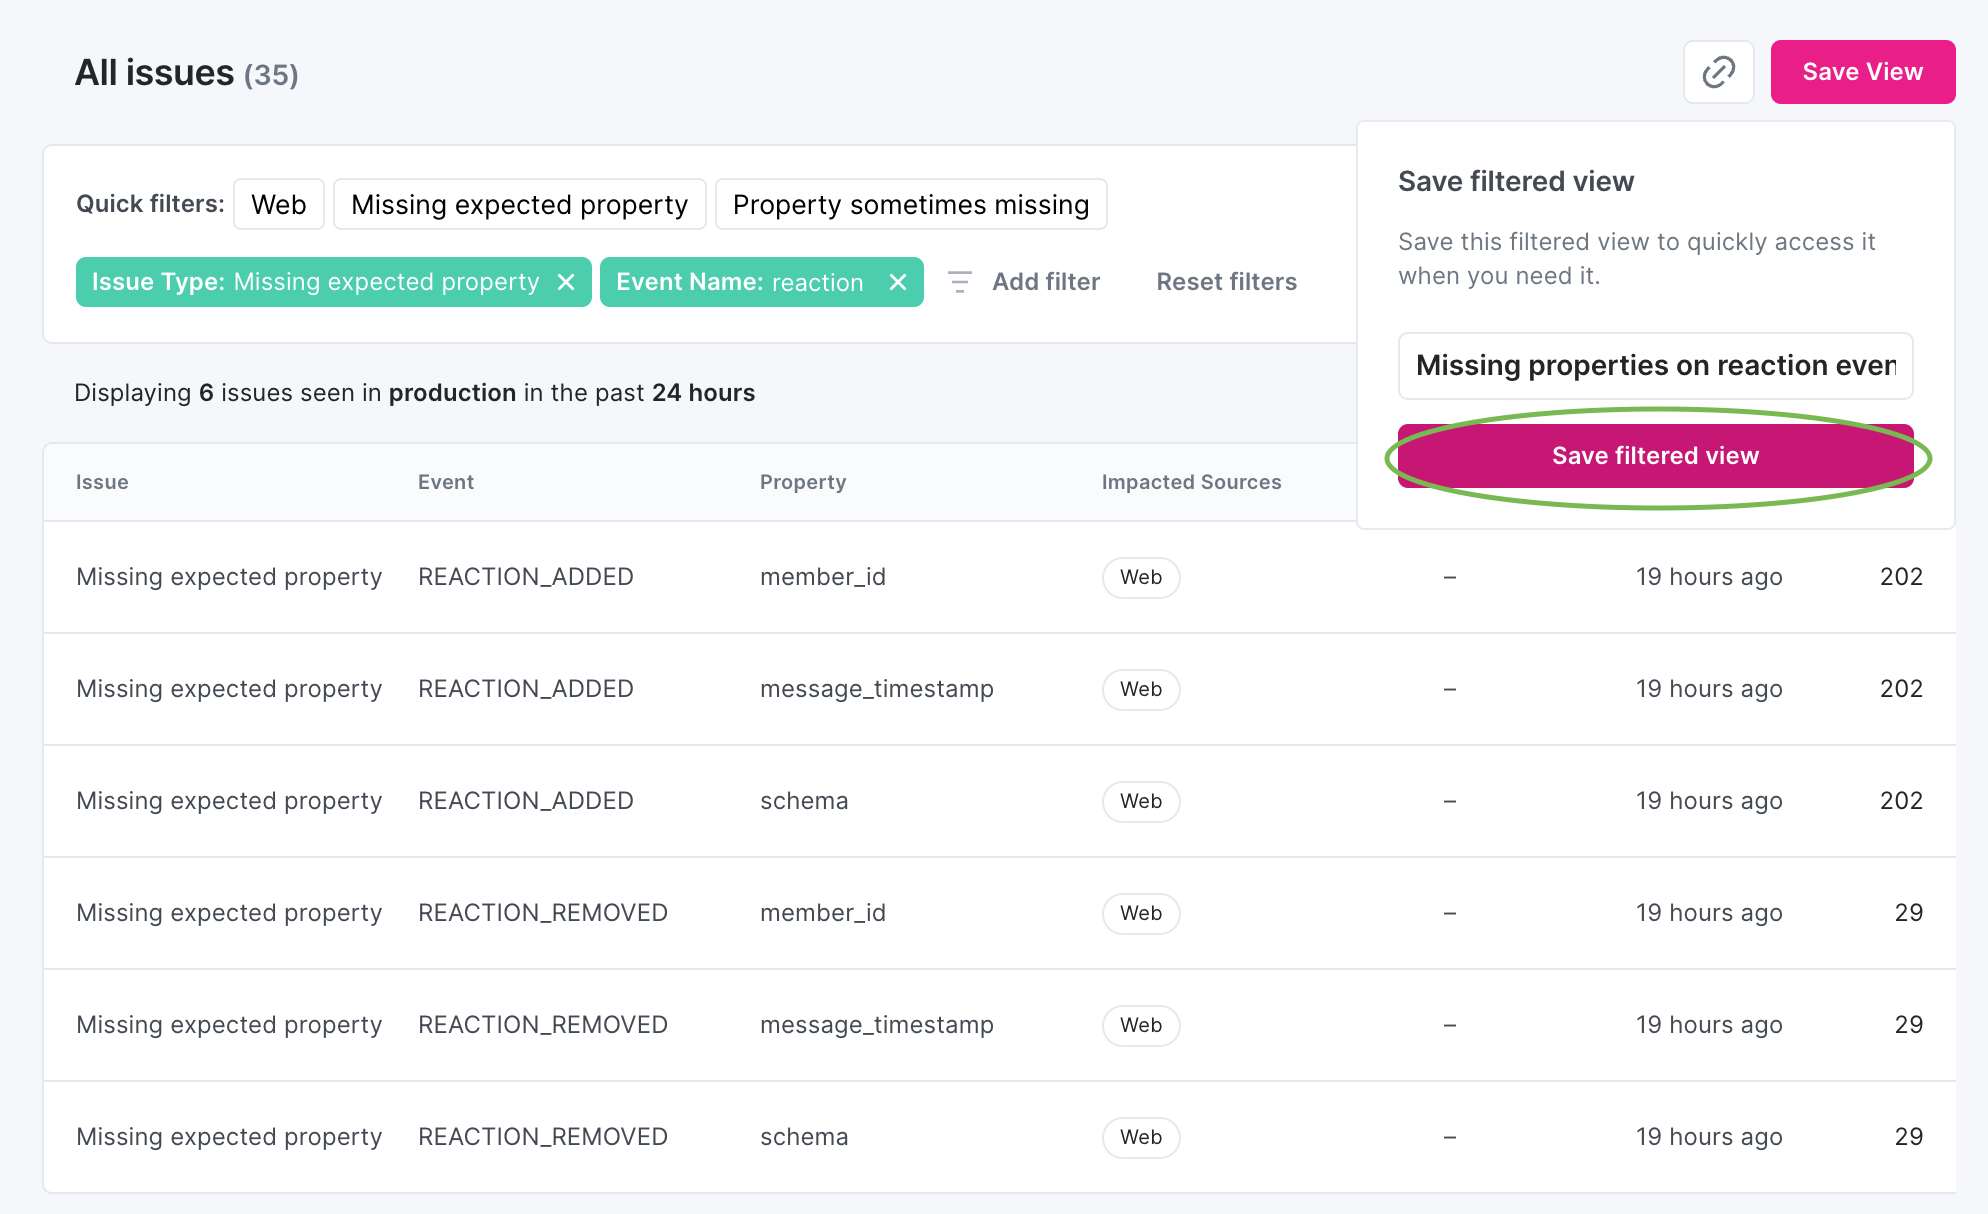 All issues (35)
Save View
Quick filters: Web Missing expected property Property sometimes missing
Issue Type: Missing expected property Event Name: reaction Add filter Reset filters
Save filtered view
Save this filtered view to quickly access it
when you need it.
Missing properties on reaction even
Save filtered view
Displaying 6 issues seen in production in the past 24 hours
Issue Event Property Impacted Sources
Missing expected property REACTION_ADDED member_id Web – 19 hours ago 202
Missing expected property REACTION_ADDED message_timestamp Web – 19 hours ago 202
Missing expected property REACTION_ADDED schema Web – 19 hours ago 202
Missing expected property REACTION_REMOVED member_id Web – 19 hours ago 29
Missing expected property REACTION_REMOVED message_timestamp Web – 19 hours ago 29
Missing expected property REACTION_REMOVED schema Web – 19 hours ago 29